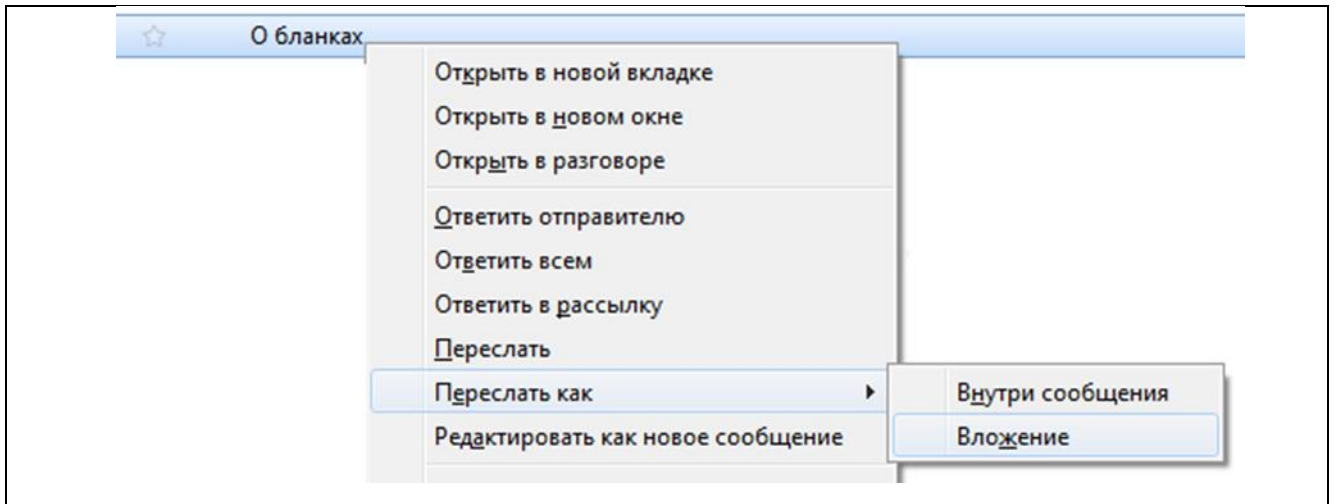 О бланках
Открыть в новой вкладке
Открыть в новом окне
Открыть в разговоре
Ответить отправителю
Ответить всем
Ответить в рассылку
Переслать
Переслать как
Внутри сообщения
Редактировать как новое сообщение
Вложение